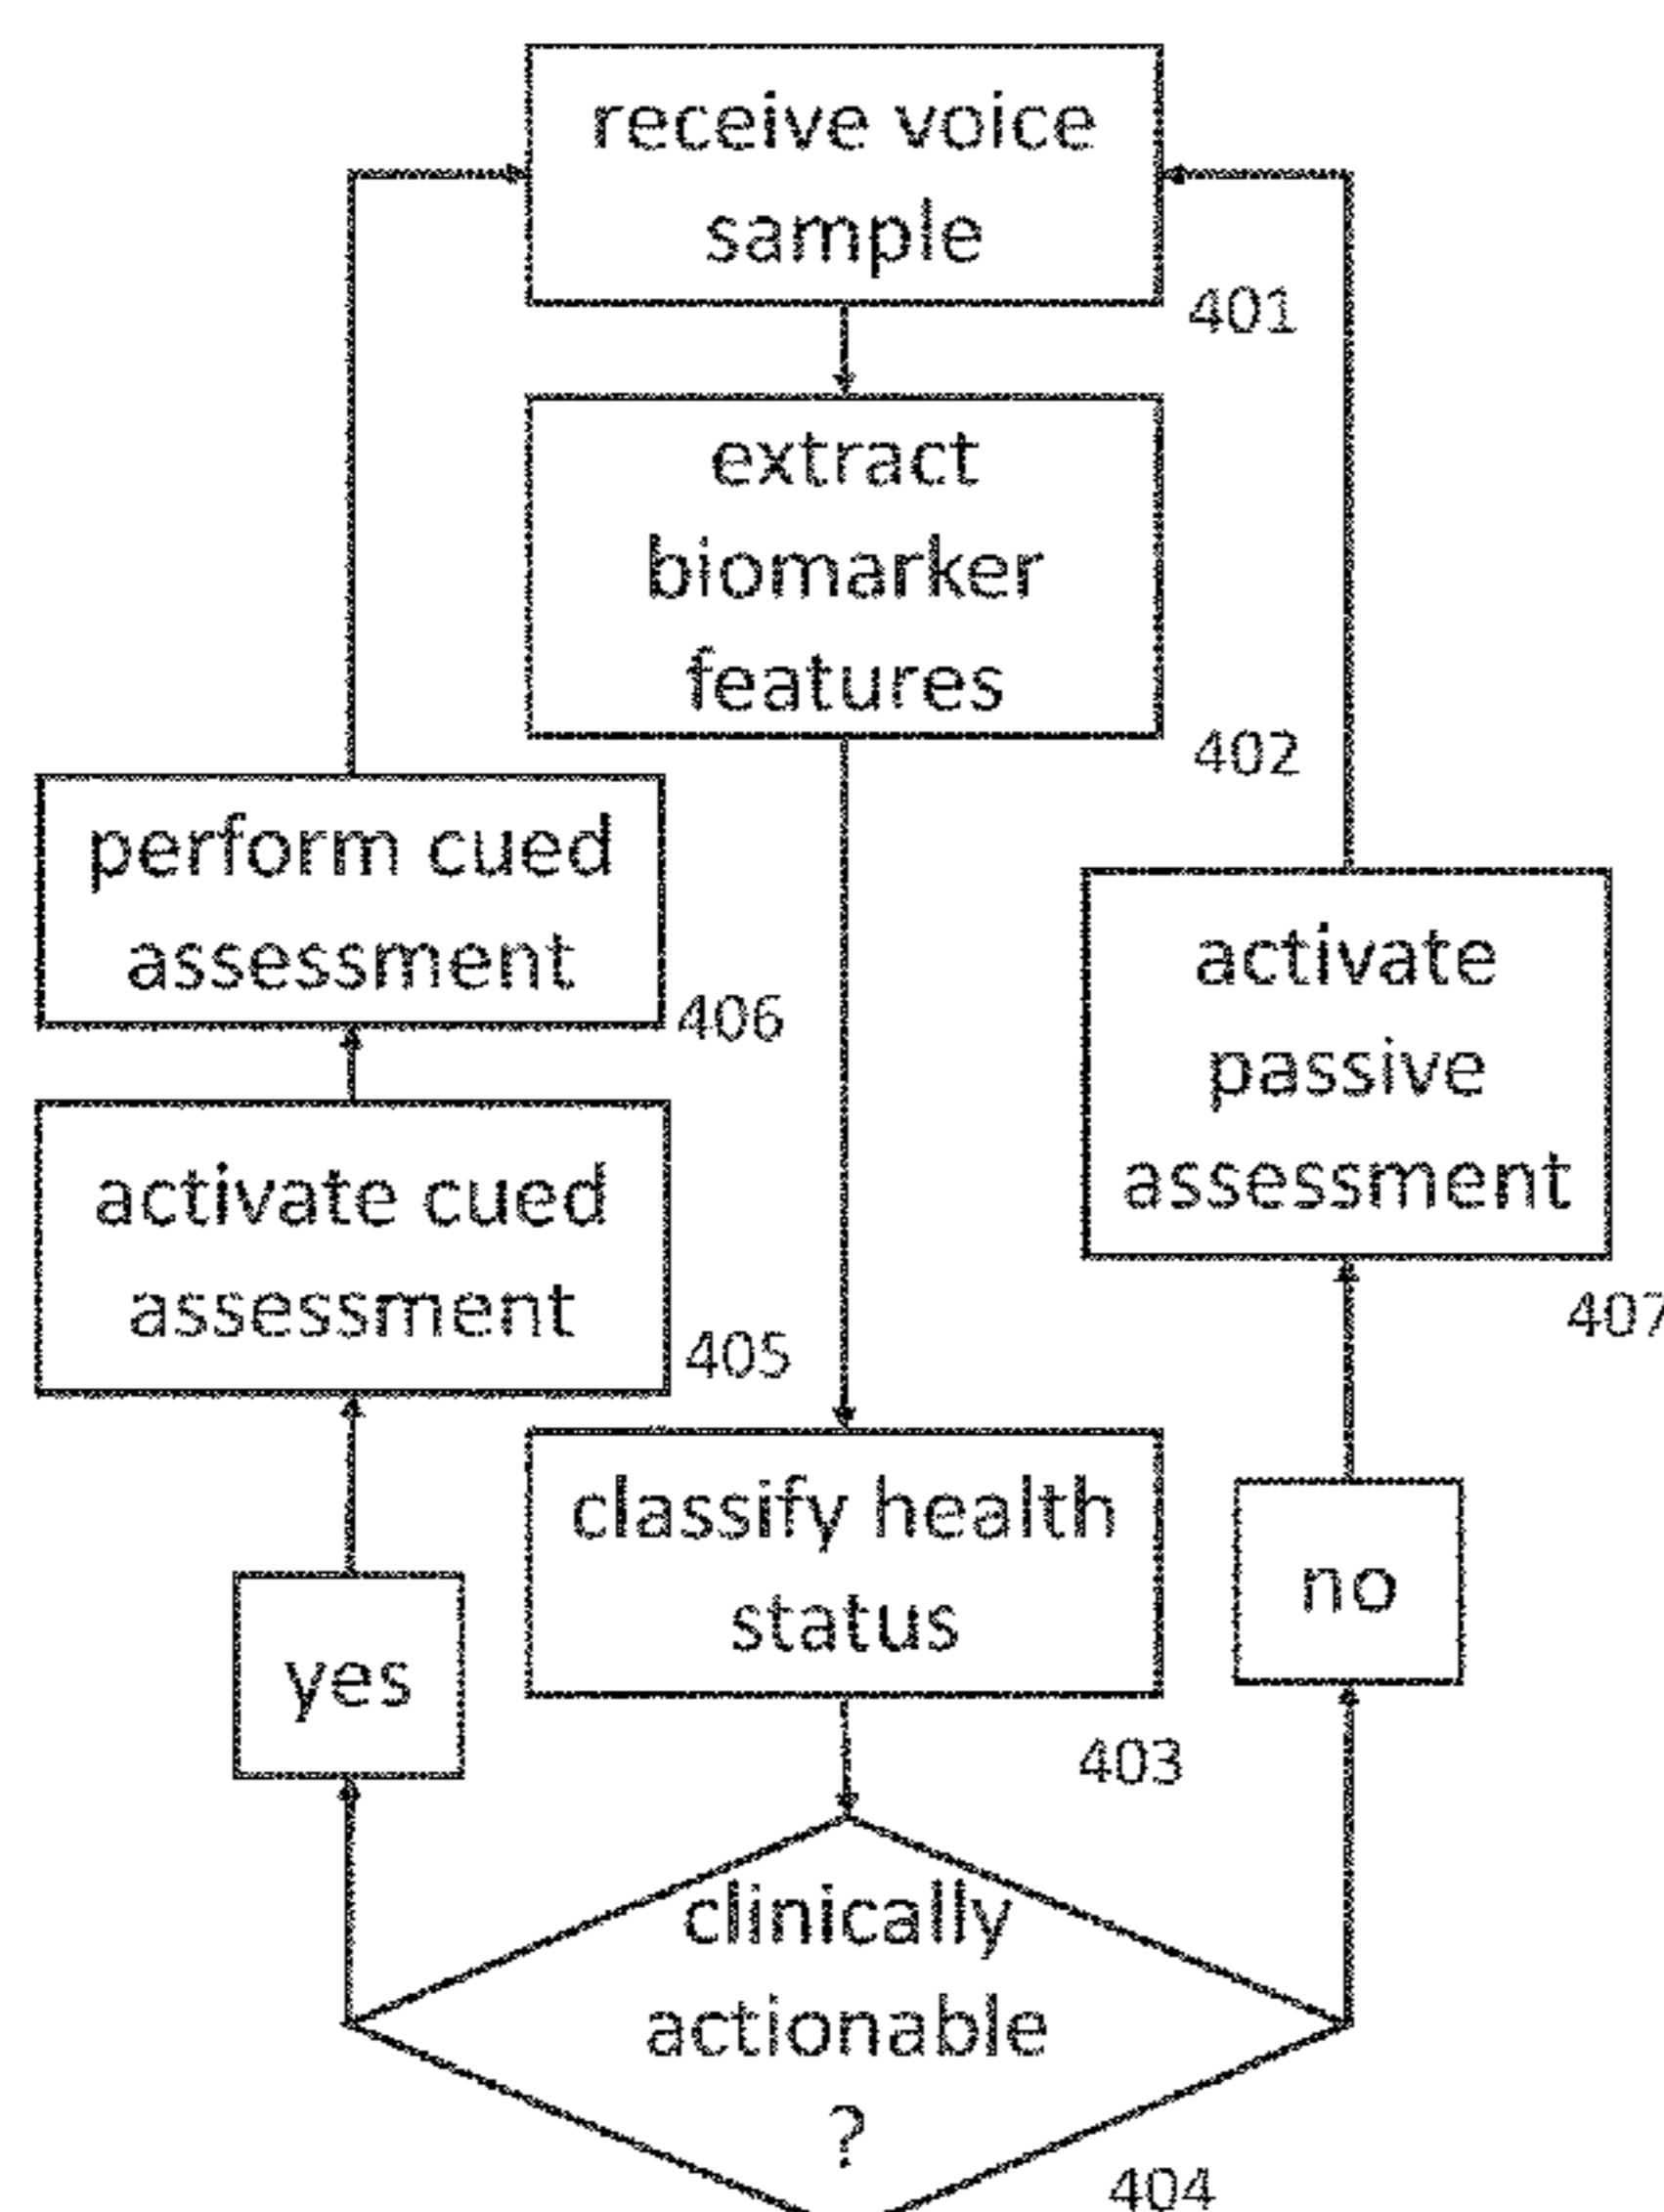 receive voice
sample
401
extract
biomarker
features
402
perform cued
assessment
406
activate
passive
assessment
407
activate cued
assessment
405
classify health
status
403
yes
no
clinically
actionable
?
404